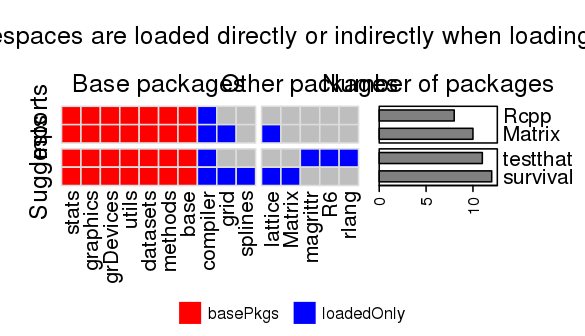 espaces are loaded directly or indirectly when loading
Base packages Other packages Number of packages
Imports
Suggests
Rcpp
Matrix
testthat
survival
stats
graphics
grDevices
utils
datasets
methods
base
compiler
grid
splines
lattice
Matrix
magrittr
R6
rlang
0 5 10
basePkgs loadedOnly